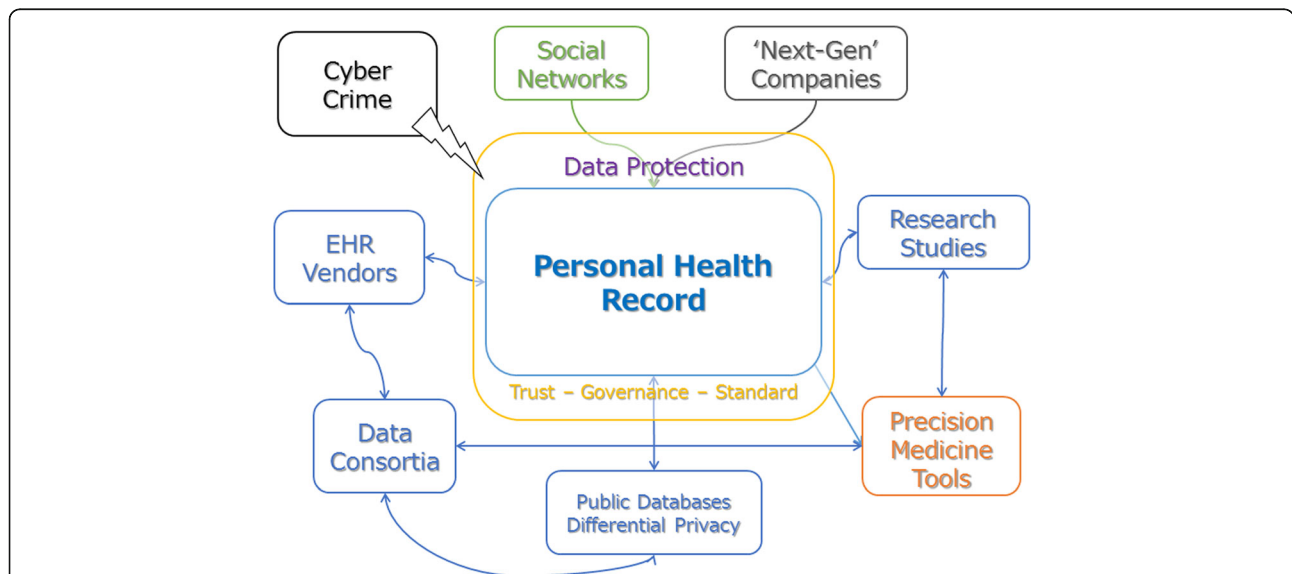 Cyber
Crime
Social
Networks
‘Next-Gen’
Companies
Data Protection
EHR
Vendors
Personal Health
Record
Research
Studies
Trust – Governance – Standard
Data
Consortia
Public Databases
Differential Privacy
Precision
Medicine
Tools